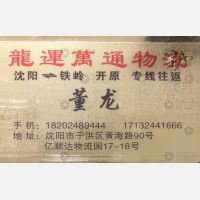 龍運萬通物流
沈阳⇌铁岭 开原 专线往返
董龙
手机:18202489444 17132441666
地址:沈阳市于洪区黄海路90号
亿顺达物流园17-18号